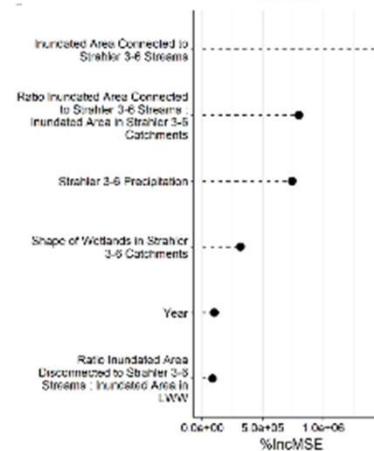 Inundated Area Connected to
Strahler 3-6 Streams
Ratio Inundated Area Connected
to Strahler 3-6 Streams :
Inundated Area in Strahler 3-6
Catchments
Strahler 3-6 Precipitation
Shape of Wetlands in Strahler
3-6 Catchments
Year
Ratio Inundated Area
Disconnected to Strahler 3-6
Streams : Inundated Area in
LWW
0.0e+00 5.0e+05 1.0e+06
%IncMSE